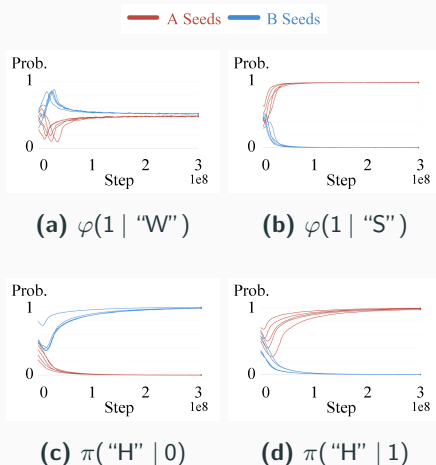 A Seeds B Seeds
Prob. Prob.
1 1
0 0
0 1 2 3 0 1 2 3
Step 1e8 Step 1e8
(a) φ(1 | “W”) (b) φ(1 | “S”)
Prob. Prob.
1 1
0 0
0 1 2 3 0 1 2 3
Step 1e8 Step 1e8
(c) π(“H” | 0) (d) π(“H” | 1)